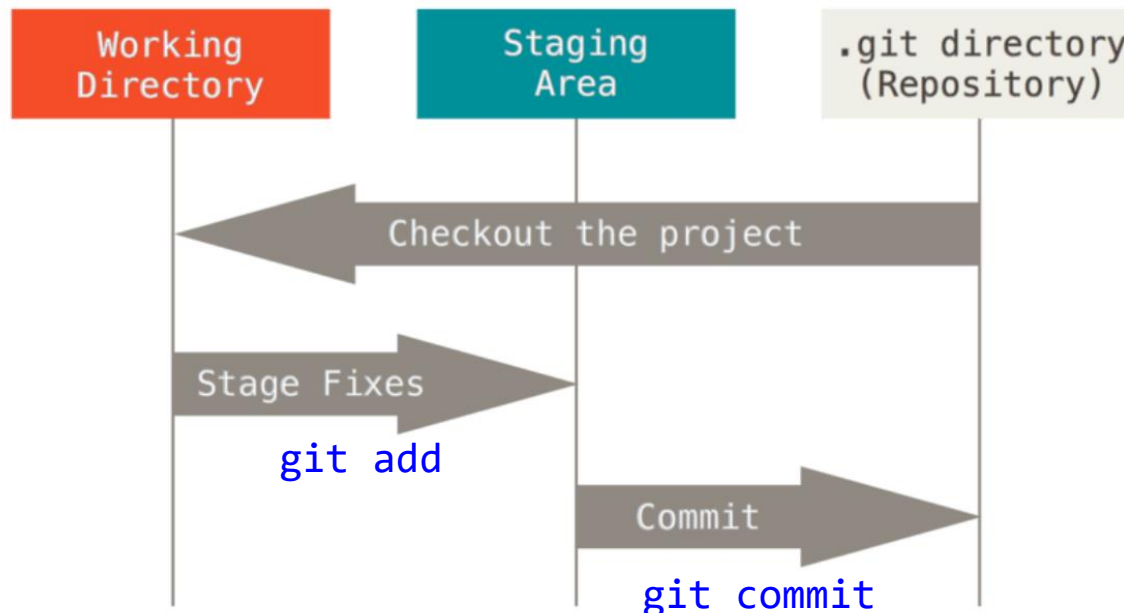 Working
Directory
Staging
Area
.git directory
(Repository)
Checkout the project
Stage Fixes
git add
Commit
git commit